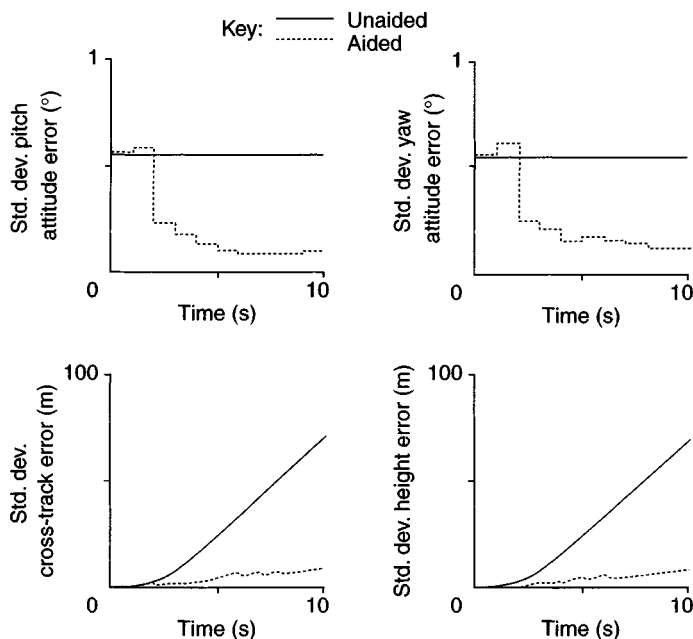 Key: Unaided
Aided
1
Std. dev. pitch
attitude error (°)
0
10
Time (s)
1
Std. dev. yaw
attitude error (°)
0
10
Time (s)
100
Std. dev.
cross-track error (m)
0
10
Time (s)
100
Std. dev. height error (m)
0
10
Time (s)